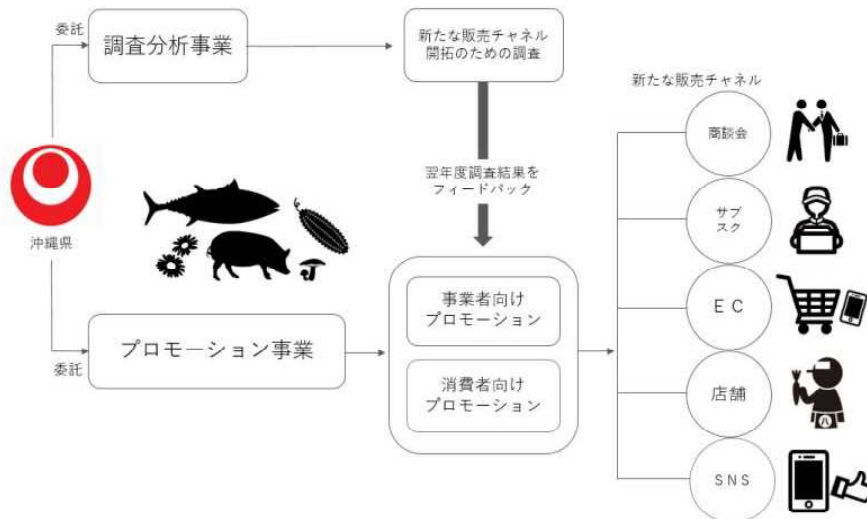 委託
調査分析事業
新たな販売チャネル
開拓のための調査
新たな販売チャネル
商談会
翌年度調査結果を
フィードバック
サブ
スク
沖縄県
事業者向け
プロモーション
ＥＣ
プロモーション事業
委託
消費者向け
プロモーション
店舗
八
ＳＮＳ